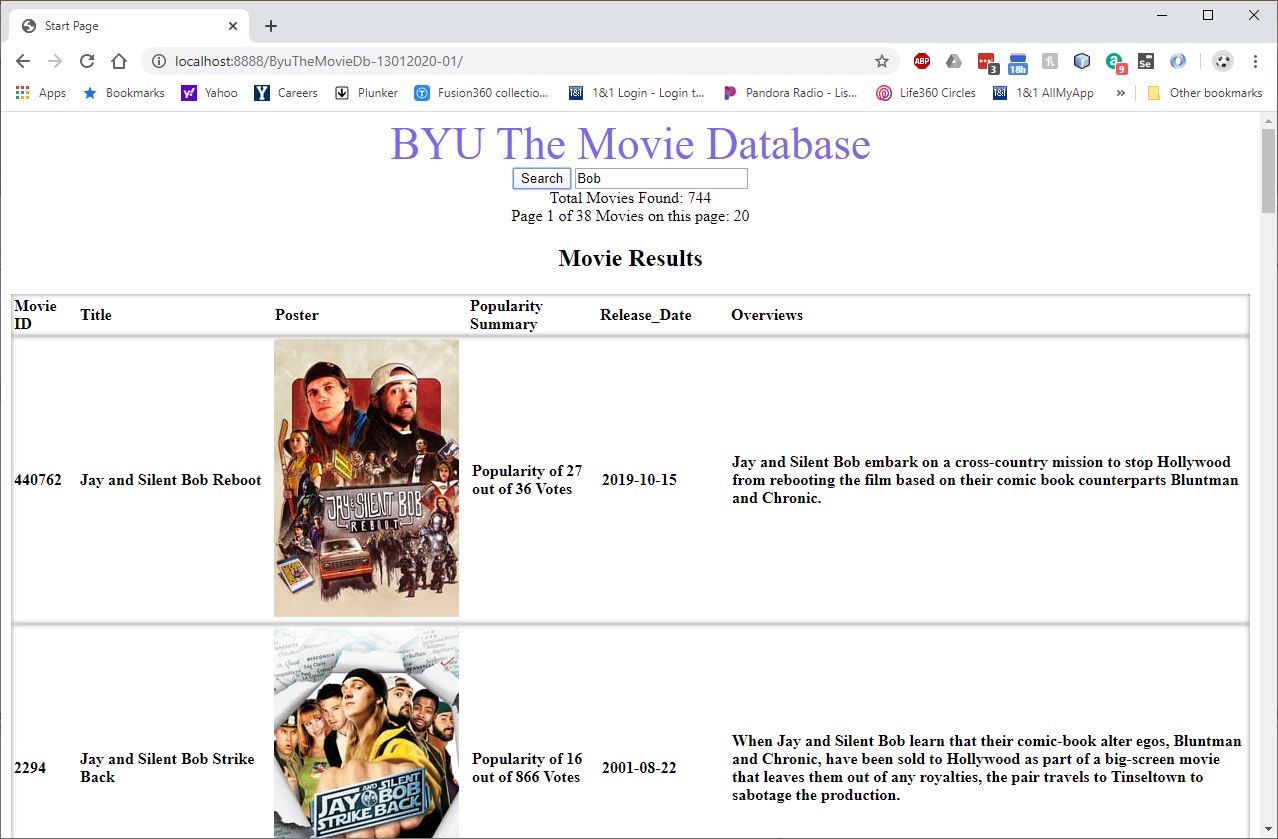 Start Page
localhost:8888/ByuTheMovieDb-13012020-01/
ABP
3
18h
Se
a
9
Apps
Bookmarks
Yahoo
Careers
Plunker
Fusion360 collectio...
1&1 Login - Login t...
Pandora Radio - Lis...
Life360 Circles
1&1 AllMyApp
»
Other bookmarks
BYU The Movie Database
Search Bob
Total Movies Found: 744
Page 1 of 38 Movies on this page: 20
Movie Results
Movie ID Title Poster Popularity Summary Release_Date Overviews
440762
Jay and Silent Bob Reboot
JAY & SILENT BOB
REBOOT
Popularity of 27
out of 36 Votes
2019-10-15
Jay and Silent Bob embark on a cross-country mission to stop Hollywood
from rebooting the film based on their comic book counterparts Bluntman
and Chronic.
2294
Jay and Silent Bob Strike
Back
WISCONSIN
JAY AND SILENT BOB
STRIKE BACK
Popularity of 16
out of 866 Votes
2001-08-22
When Jay and Silent Bob learn that their comic-book alter egos, Bluntman
and Chronic, have been sold to Hollywood as part of a big-screen movie
that leaves them out of any royalties, the pair travels to Tinseltown to
sabotage the production.